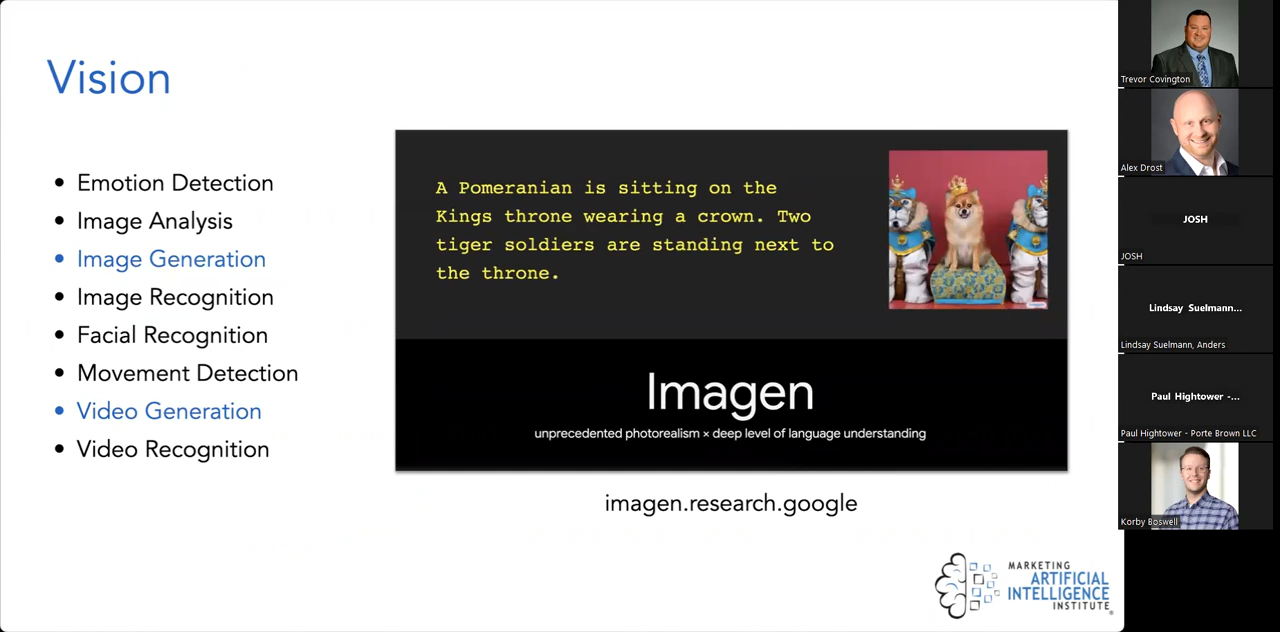 Vision
• Emotion Detection
• Image Analysis
• Image Generation
• Image Recognition
• Facial Recognition
• Movement Detection
• Video Generation
• Video Recognition
A Pomeranian is sitting on the
Kings throne wearing a crown. Two
tiger soldiers are standing next to
the throne.
Imagen
unprecedented photorealism × deep level of language understanding
imagen.research.google
MARKETING
ARTIFICIAL
INTELLIGENCE
INSTITUTE
Trevor Covington
Alex Drost
JOSH
JOSH
Lindsay Suelmann...
Lindsay Suelmann, Anders
Paul Hightower -...
Paul Hightower - Porte Brown LLC
Korby Boswell